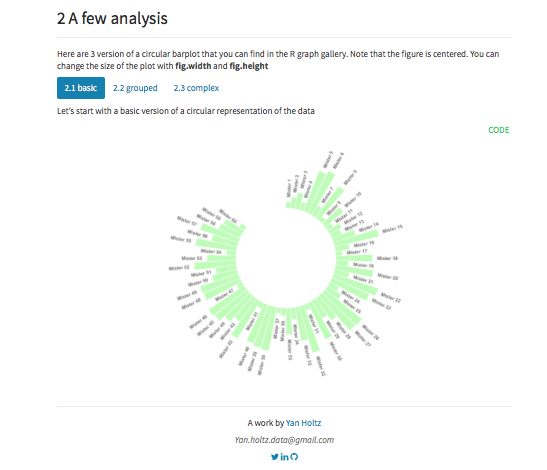 2 A few analysis
Here are 3 version of a circular barplot that you can find in the R graph gallery. Note that the figure is centered. You can
change the size of the plot with fig.width and fig.height
2.1 basic 2.2 grouped 2.3 complex
Let's start with a basic version of a circular representation of the data
CODE
Mister 1
Mister 2
Mister 3
Mister 4
Mister 5
Mister 6
Mister 7
Mister 8
Mister 9
Mister 10
Mister 11
Mister 12
Mister 13
Mister 14
Mister 15
Mister 16
Mister 17
Mister 18
Mister 19
Mister 20
Mister 21
Mister 22
Mister 23
Mister 24
Mister 25
Mister 26
Mister 27
Mister 28
Mister 29
Mister 30
Mister 31
Mister 32
Mister 33
Mister 34
Mister 35
Mister 36
Mister 37
Mister 38
Mister 39
Mister 40
Mister 41
Mister 42
Mister 43
Mister 44
Mister 45
Mister 46
Mister 47
Mister 48
Mister 49
Mister 50
Mister 51
Mister 52
Mister 53
Mister 54
Mister 55
Mister 56
Mister 57
Mister 58
Mister 59
Mister 60
A work by Yan Holtz
Yan.holtz.data@gmail.com